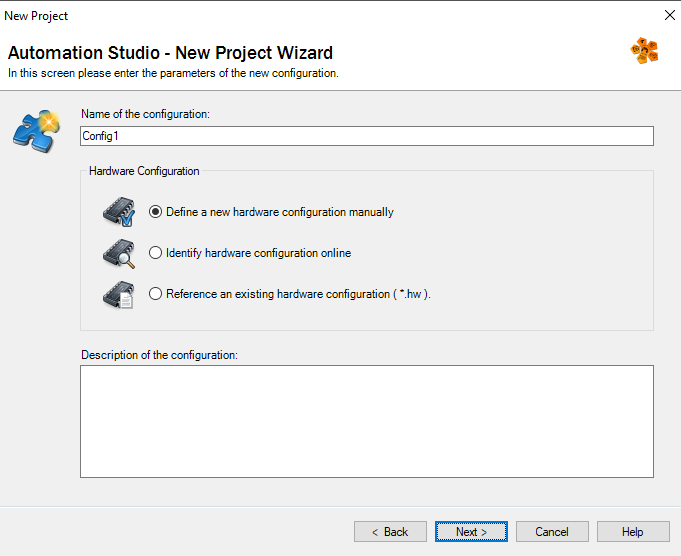 New Project
Automation Studio - New Project Wizard
In this screen please enter the parameters of the new configuration.
Name of the configuration:
Config1
Hardware Configuration
Define a new hardware configuration manually
Identify hardware configuration online
Reference an existing hardware configuration ( *.hw ).
Description of the configuration:
< Back
Next >
Cancel
Help